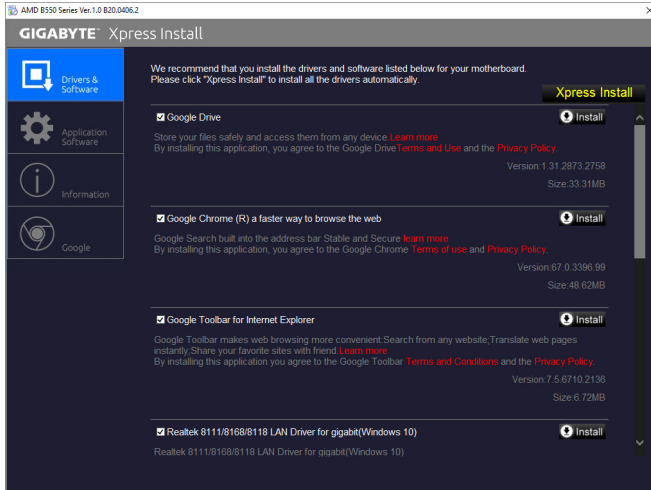 AMD B550 Series Ver.1.0 B20.0406.2
GIGABYTE™ Xpress Install
Drivers &
Software
Application
Software
Information
Google
We recommend that you install the drivers and software listed below for your motherboard.
Please click "Xpress Install" to install all the drivers automatically.
Xpress Install
Google Drive
Install
Store your files safely and access them from any device.Learn more
By installing this application, you agree to the Google DriveTerms and Use and the Privacy Policy.
Version:1.31.2873.2758
Size:33.31MB
Google Chrome (R) a faster way to browse the web
Install
Google Search built into the address bar Stable and Secure learn more
By installing this application, you agree to the Google Chrome Terms of use and Privacy Policy.
Version:67.0.3396.99
Size:48.62MB
Google Toolbar for Internet Explorer
Install
Google Toolbar makes web browsing more convenient:Search from any website;Translate web pages
instantly;Share your favorite sites with friend.Learn more
By installing this application you agree to the Google Toolbar Terms and Conditions and the Privacy Policy.
Version:7.5.6710.2136
Size:6.72MB
Realtek 8111/8168/8118 LAN Driver for gigabit(Windows 10)
Install
Realtek 8111/8168/8118 LAN Driver for gigabit(Windows 10)